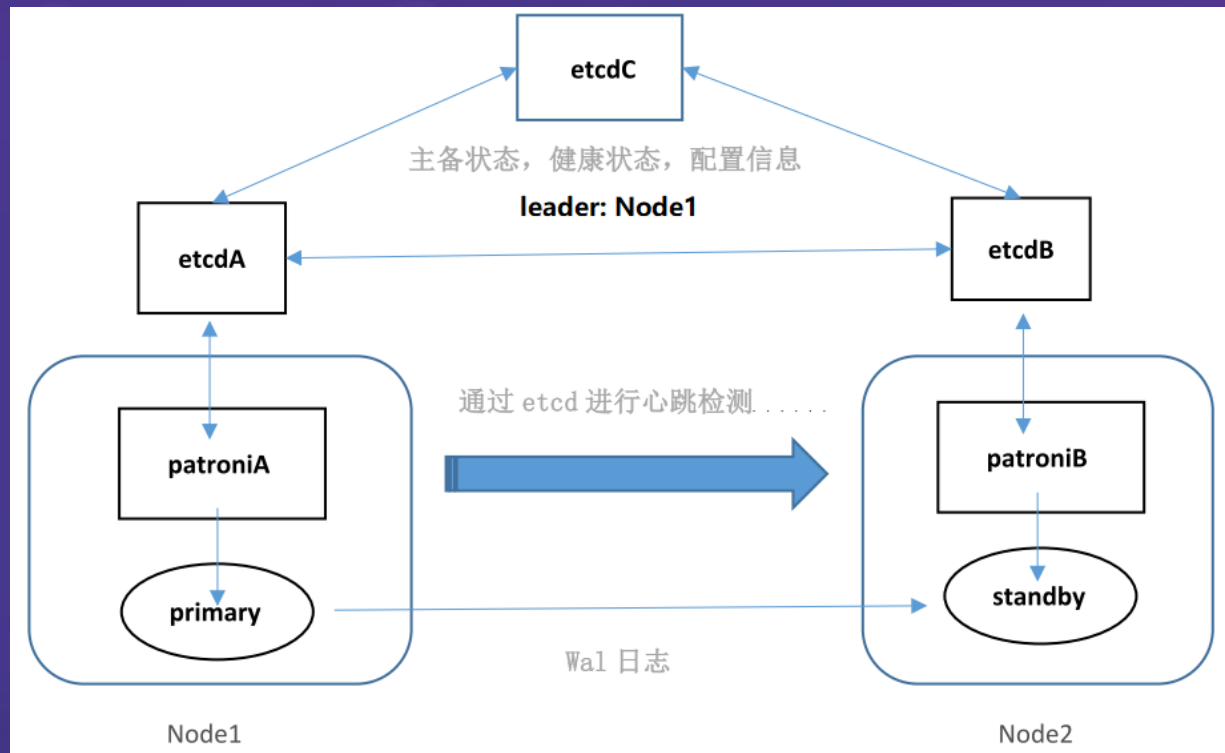 etcdC
主备状态，健康状态，配置信息
leader: Node1
etcdA
etcdB
通过 etcd 进行心跳检测......
patroniA
patroniB
primary
standby
Wal 日志
Node1
Node2